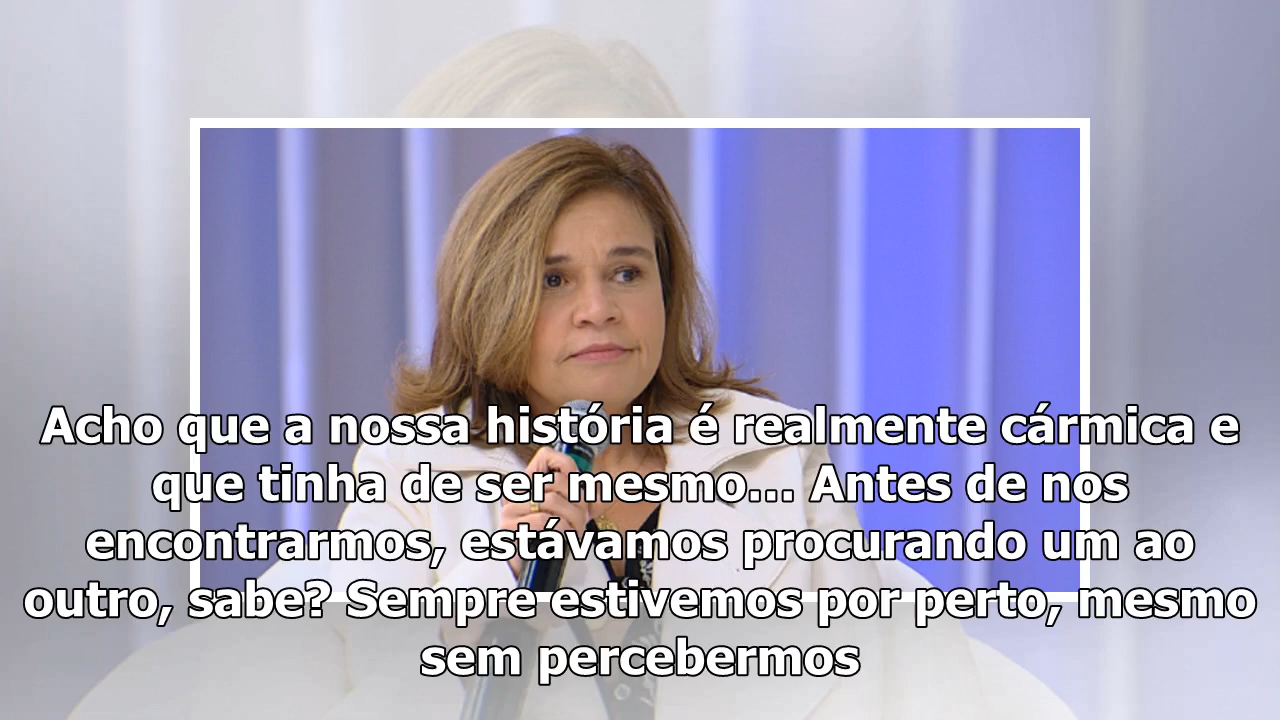 Acho que a nossa história é realmente cármica e
que tinha de ser mesmo... Antes de nos
encontrarmos, estávamos procurando um ao
outro, sabe? Sempre estivemos por perto, mesmo
sem percebermos